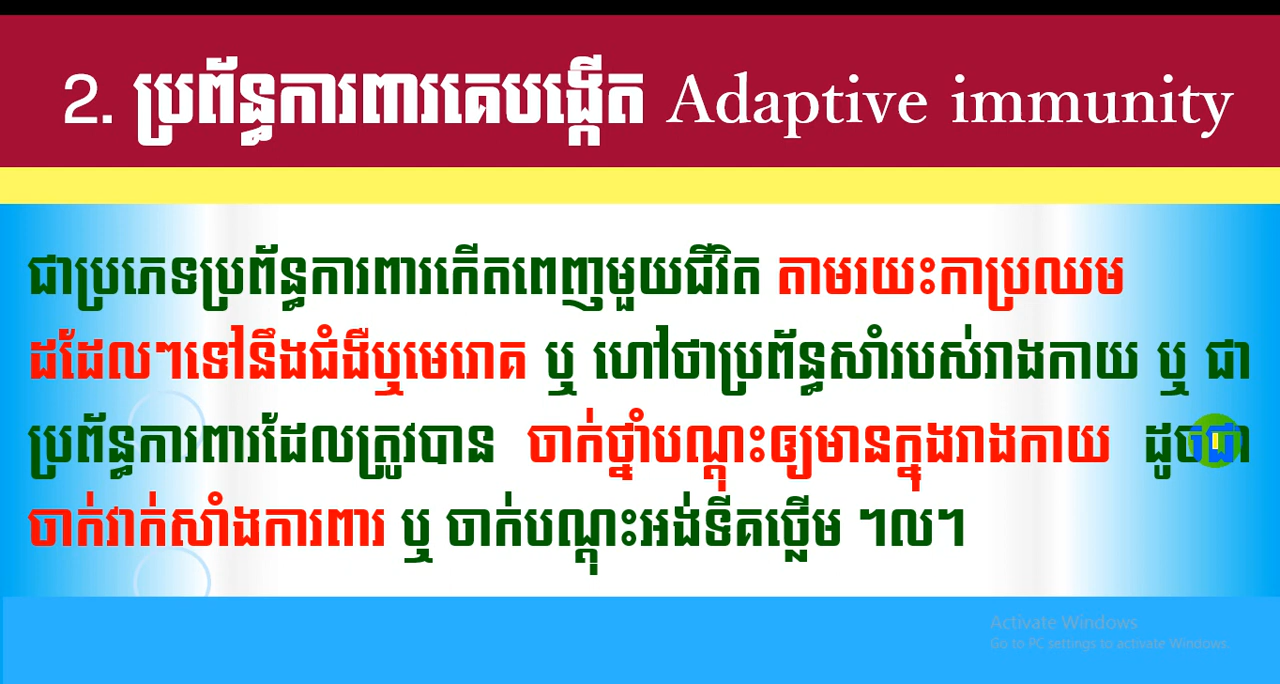 2. ប្រព័ន្ធការពារគេបង្កើត Adaptive immunity
ជាប្រភេទប្រព័ន្ធការពារកើតពេញមួយជីវិត តាមរយះកាប្រឈម
ដដែលៗទៅនឹងជំងឺឬមេរោគ ឬ ហៅថាប្រព័ន្ធសាំរបស់រាងកាយ ឬ ជា
ប្រព័ន្ធការពារដែលត្រូវបាន ចាក់ថ្នាំបណ្តុះឲ្យមានក្នុងរាងកាយ ដូចជា
ចាក់វាក់សាំងការពារ ឬ ចាក់បណ្តុះអង់ទីគថ្លើម ។ល។
Activate Windows
Go to PC settings to activate Windows.